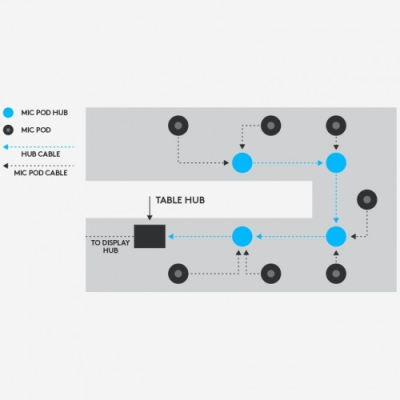 MIC POD HUB
MIC POD
HUB CABLE
MIC POD CABLE
TABLE HUB
TO DISPLAY
HUB